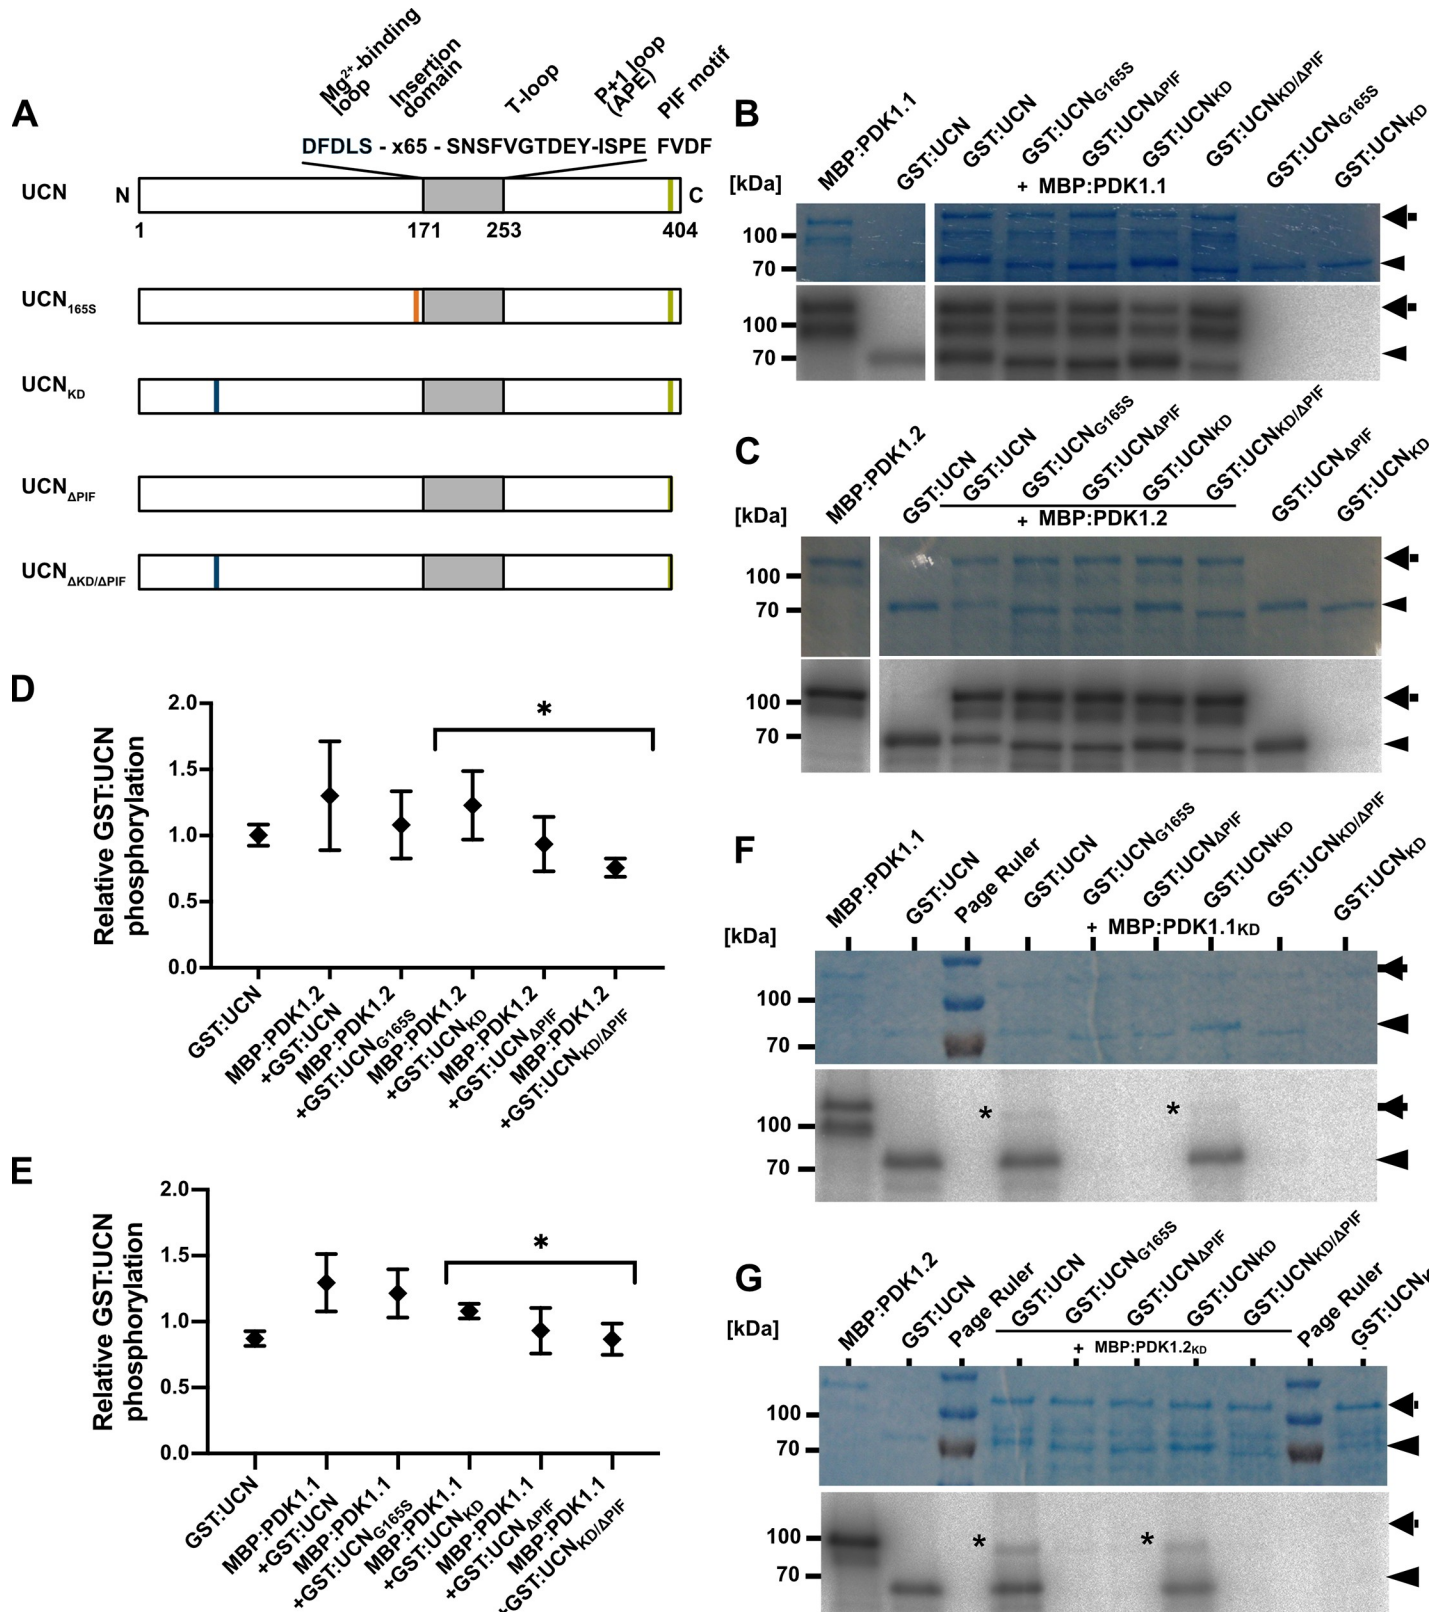 A
Mg2+-binding
loop
Insertion
domain
T-loop
P+1 loop
(APE)
PIF motif
DFDLS - x65 - SNSFVGTDEY-ISPE FVDF
UCN N C
1 171 253 404
UCN165S
UCNKD
UCNΔPIF
UCNΔKD/ΔPIF
B
MBP:PDK1.1
GST:UCN
GST:UCN
GST:UCNG165S
GST:UCNΔPIF
GST:UCNKD
GST:UCNKD/ΔPIF
GST:UCNG165S
GST:UCNKD
[kDa]
+ MBP:PDK1.1
100
70
100
70
C
MBP:PDK1.2
GST:UCN
GST:UCN
GST:UCNG165S
GST:UCNΔPIF
GST:UCNKD
GST:UCNKD/ΔPIF
GST:UCNΔPIF
GST:UCNKD
[kDa]
+ MBP:PDK1.2
100
70
100
70
D
Relative GST:UCN
phosphorylation
2.0
1.5
1.0
0.5
0.0
*
GST:UCN
MBP:PDK1.2
+GST:UCN
MBP:PDK1.2
+GST:UCNG165S
MBP:PDK1.2
+GST:UCNKD
MBP:PDK1.2
+GST:UCNΔPIF
MBP:PDK1.2
+GST:UCNKD/ΔPIF
E
Relative GST:UCN
phosphorylation
2.0
1.5
1.0
0.5
0.0
*
GST:UCN
MBP:PDK1.1
+GST:UCN
MBP:PDK1.1
+GST:UCNG165S
MBP:PDK1.1
+GST:UCNKD
MBP:PDK1.1
+GST:UCNΔPIF
MBP:PDK1.1
+GST:UCNKD/ΔPIF
F
MBP:PDK1.1
GST:UCN
Page Ruler
GST:UCN
GST:UCNG165S
GST:UCNΔPIF
GST:UCNKD
GST:UCNKD/ΔPIF
GST:UCNKD
[kDa]
+ MBP:PDK1.1KD
100
70
* *
100
70
G
MBP:PDK1.2
GST:UCN
Page Ruler
GST:UCN
GST:UCNG165S
GST:UCNΔPIF
GST:UCNKD
GST:UCNKD/ΔPIF
Page Ruler
GST:UCNK
[kDa]
+ MBP:PDK1.2KD
100
70
* *
100
70